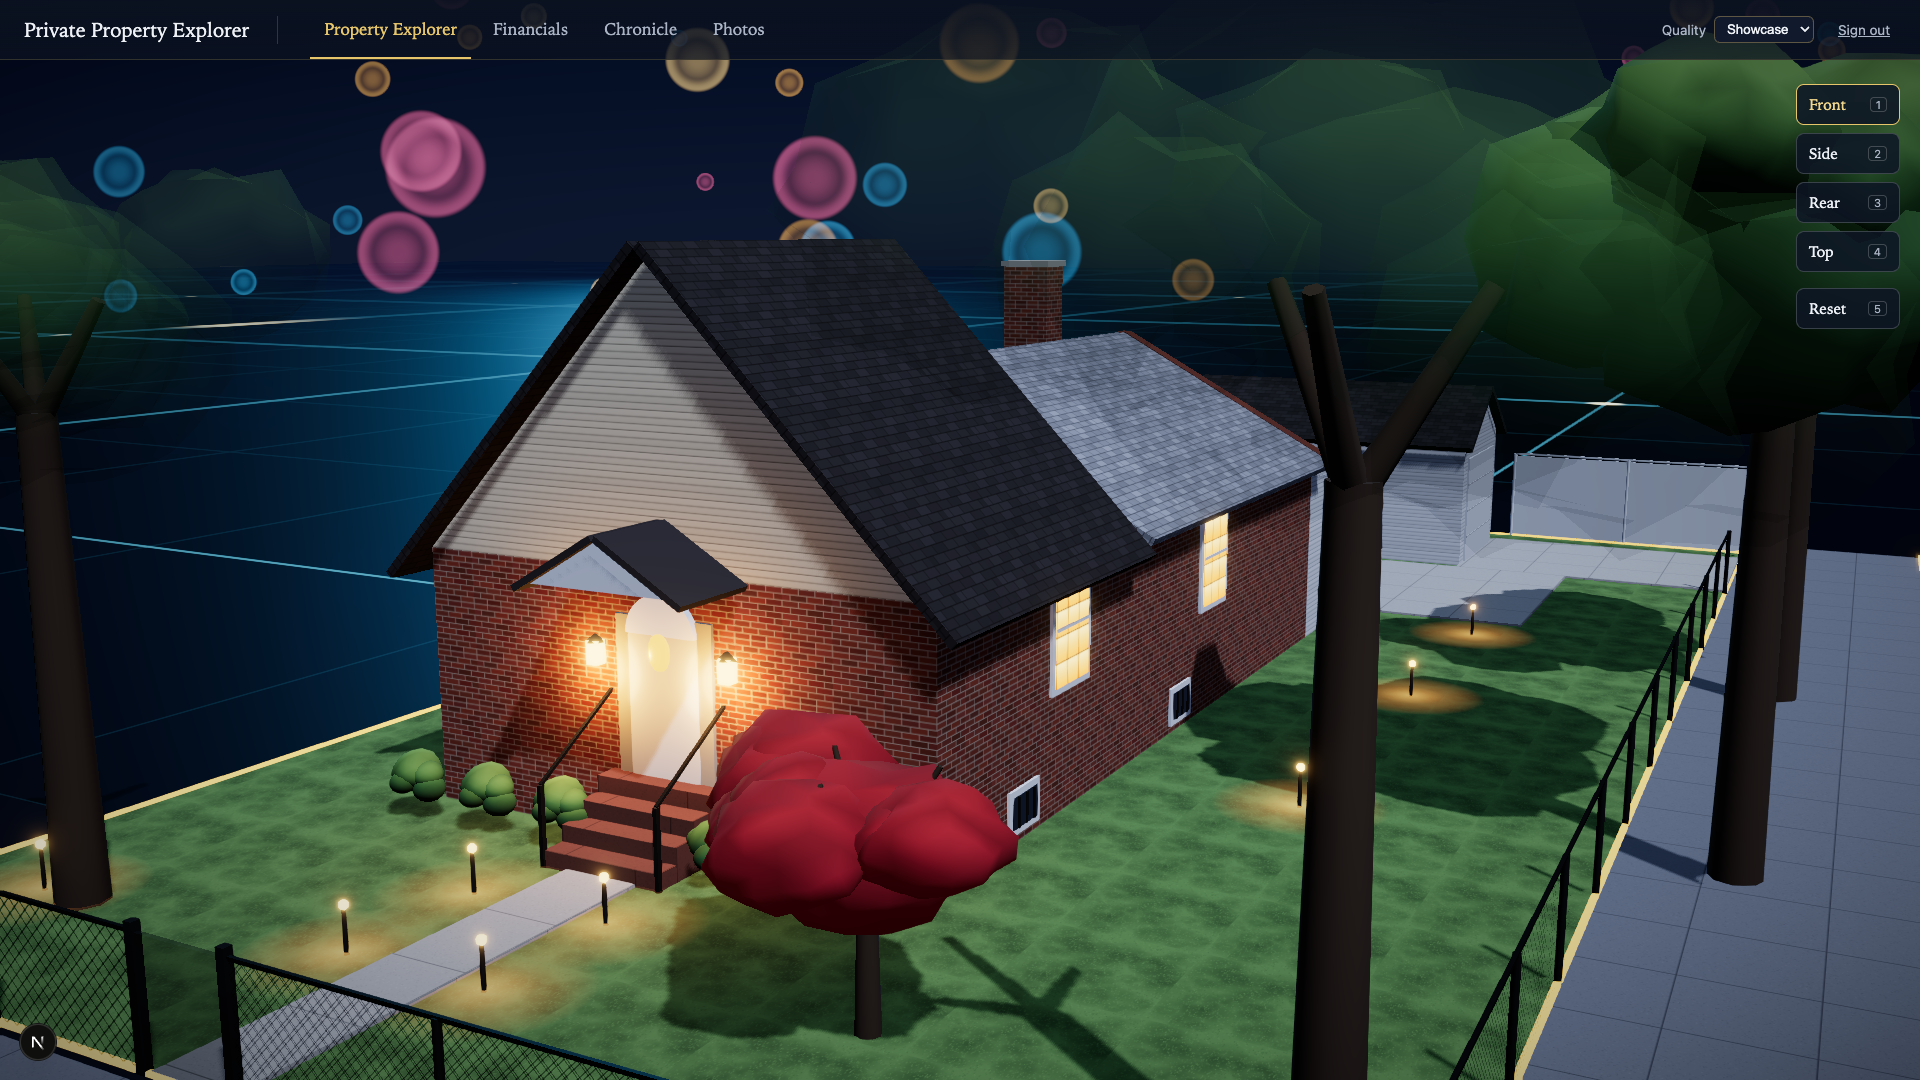 Private Property Explorer
Property Explorer
Financials
Chronicle
Photos
Quality
Showcase
Sign out
Front 1
Side 2
Rear 3
Top 4
Reset 5
N